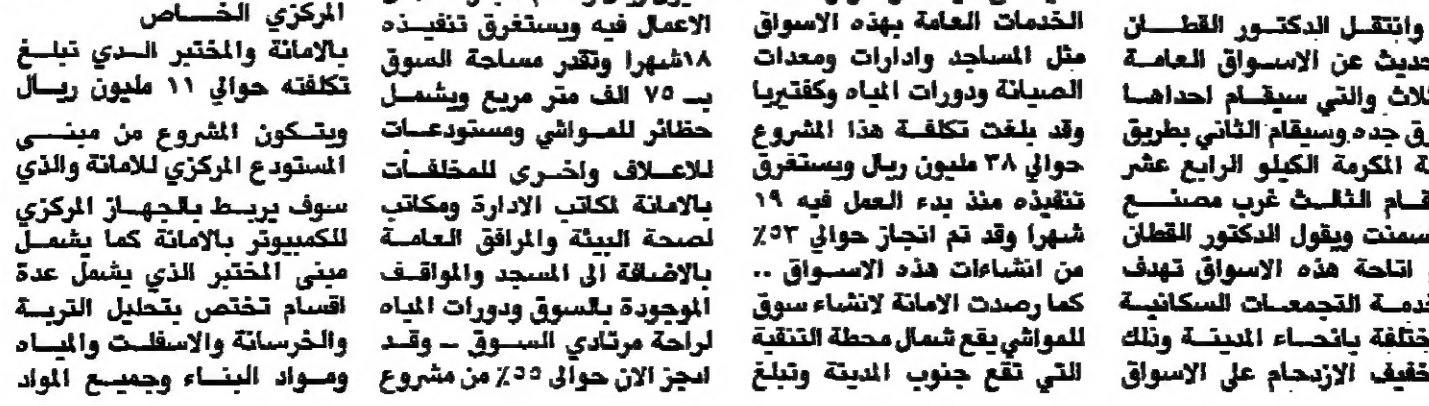 وانتقل الدكتور القطان
حديث عن الاسواق العامة
لاث والتي سيقام احداها
ق جده وسيقام الثاني بطريق
ة المكرمة الكيلو الرابع عشر
ـام الثالث غرب مصنع
سمنت ويقول الدكتور القطان
اتاحة هذه الاسواق تهدف
دمة التجمعات السكانية
ختلفة بانحاء المدينة وذلك
خفيف الازدحام على الاسواق
الخدمات العامة بهذه الاسواق
مثل المساجد وادارات ومعدات
الصيانة ودورات المياه وكفتيريا
وقد بلغت تكلفة هذا المشروع
حوالي ٣٨ مليون ريال ويستغرق
تنفيذه منذ بدء العمل فيه ١٩
شهرا وقد تم انجاز حوالي ٥٣٪
من انشاءات هذه الاسواق ..
كما رصدت الامانة لانشاء سوق
للمواشي يقع شمال محطة التنقية
التي تقع جنوب المدينة وتبلغ
الاعمال فيه ويستغرق تنفيذه
١٨شهرا وتقدر مساحة السوق
بـ ٧٥ الف متر مربع ويشمل
حظائر للمواشي ومستودعات
للاعلاف واخرى للمخلفات
بالامانة لكاتب الادارة ومكاتب
لصحة البيئة والمرافق العامة
بالاضافة الى المسجد والمواقف
الموجودة بالسوق ودورات المياه
لراحة مرتادي السوق ـ وقد
انجز الان حوالى ٥٥٪ من مشروع
المركزي الخاص
بالامانة والمختبر الدي تبلغ
تكلفته حوالي ١١ مليون ريال
ويتكون المشروع من مبنى
المستودع المركزي للامانة والذي
سوف يربط بالجهاز المركزي
للكمبيوتر بالامانة كما يشمل
مبنى المختبر الذي يشمل عدة
اقسام تختص بتحليل التربة
والخرسانة والاسفلت والمياه
ومواد البناء وجميع المواد